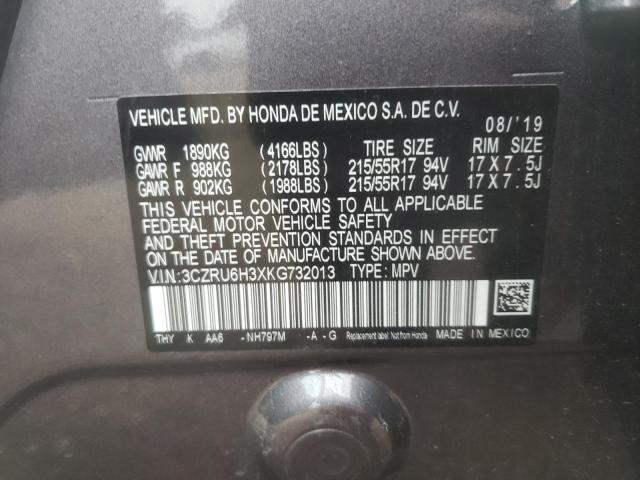 VEHICLE MFD. BY HONDA DE MEXICO S.A. DE C.V.
08/'19
GVWR 1890KG (4166LBS) TIRE SIZE RIM SIZE
GAWR F 988KG (2178LBS) 215/55R17 94V 17 X 7.5J
GAWR R 902KG (1988LBS) 215/55R17 94V 17 X 7.5J
THIS VEHICLE CONFORMS TO ALL APPLICABLE
FEDERAL MOTOR VEHICLE SAFETY
AND THEFT PREVENTION STANDARDS IN EFFECT
ON THE DATE OF MANUFACTURE SHOWN ABOVE.
V.I.N.:3CZRU6H3XKG732013 TYPE: MPV
THY K AA6 -NH797M -A-G Replacement label: Not from Honda MADE IN MEXICO